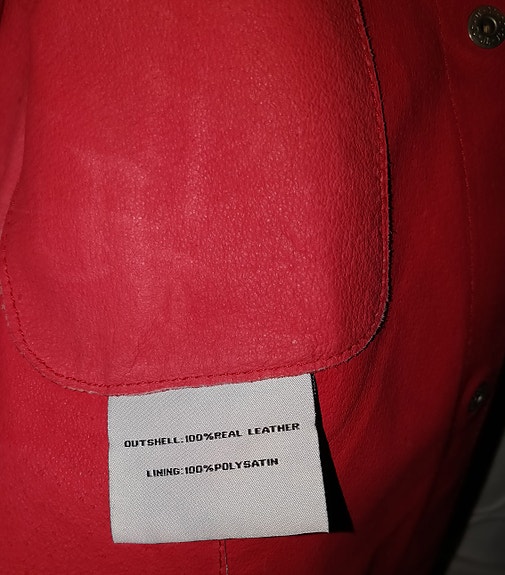 OUTSHELL:100%REAL LEATHER
LINING:100%POLYSATIN